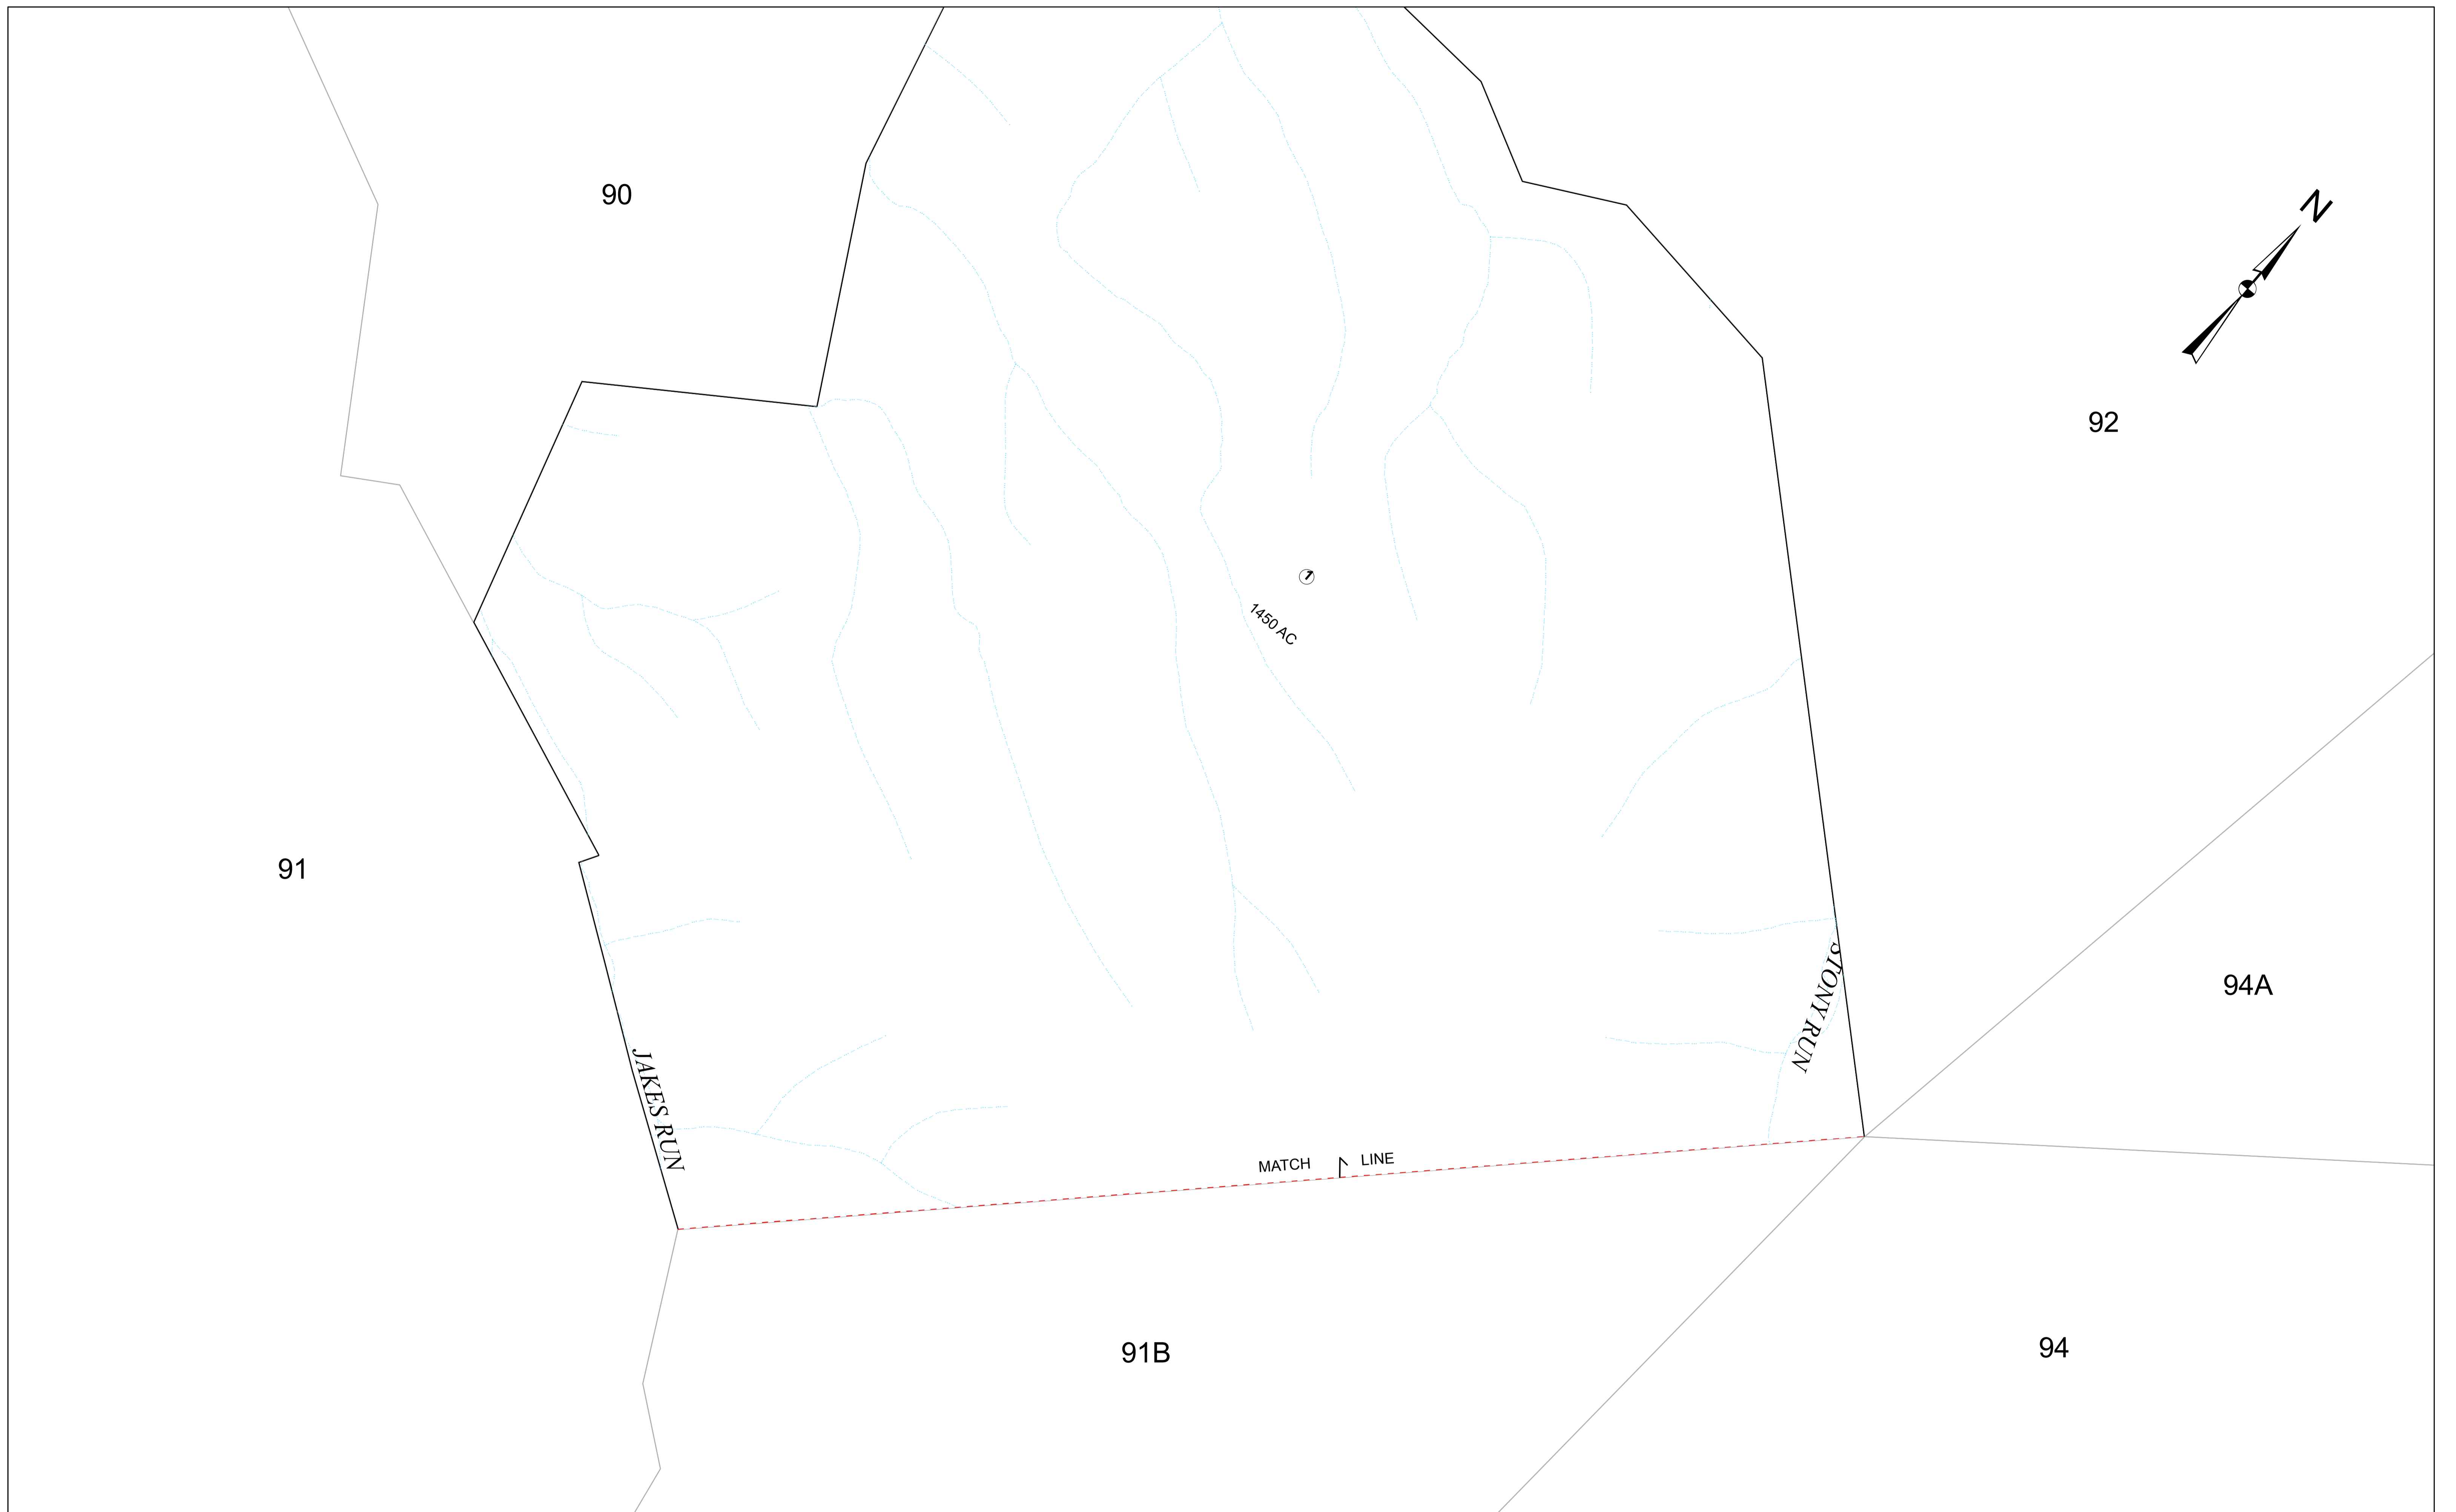 90
N
92
1
1450 AC
91
STONY RUN
94A
JAKES RUN
MATCH LINE
91B
94